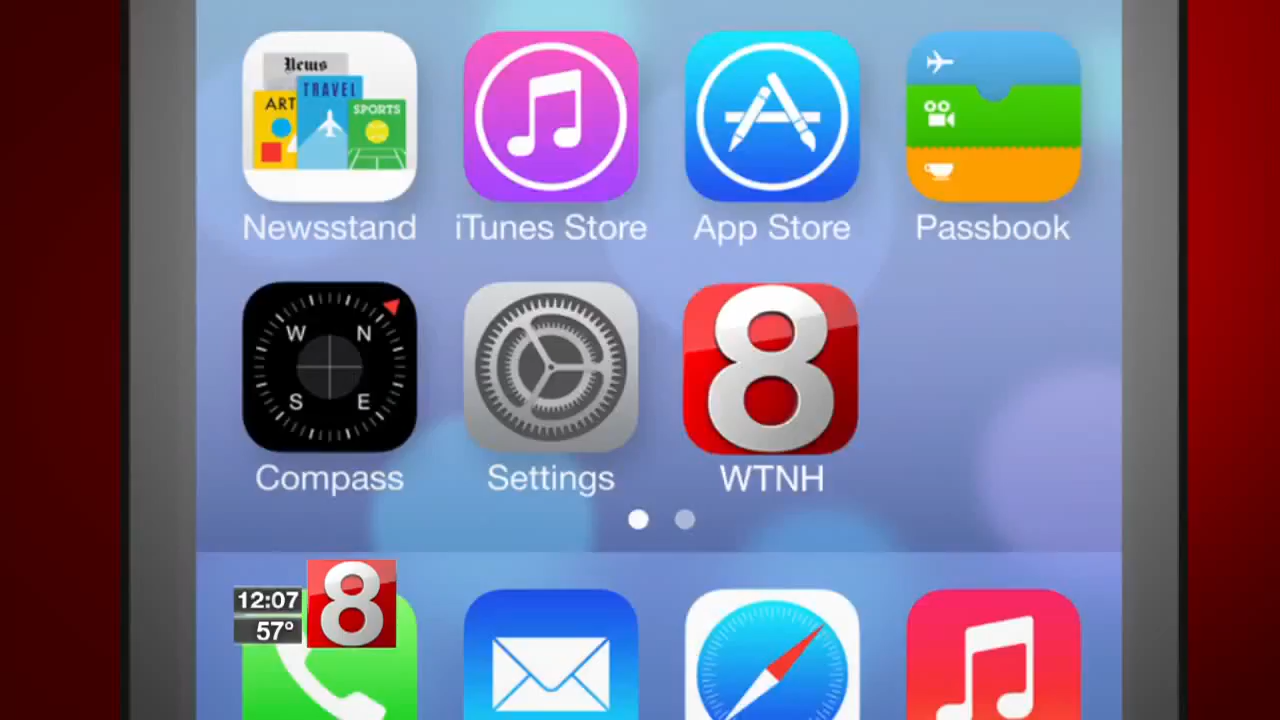 News
TRAVEL
ART
SPORTS
Newsstand
iTunes Store
App Store
Passbook
W N
S E
8
Compass
Settings
WTNH
12:07
57°
8